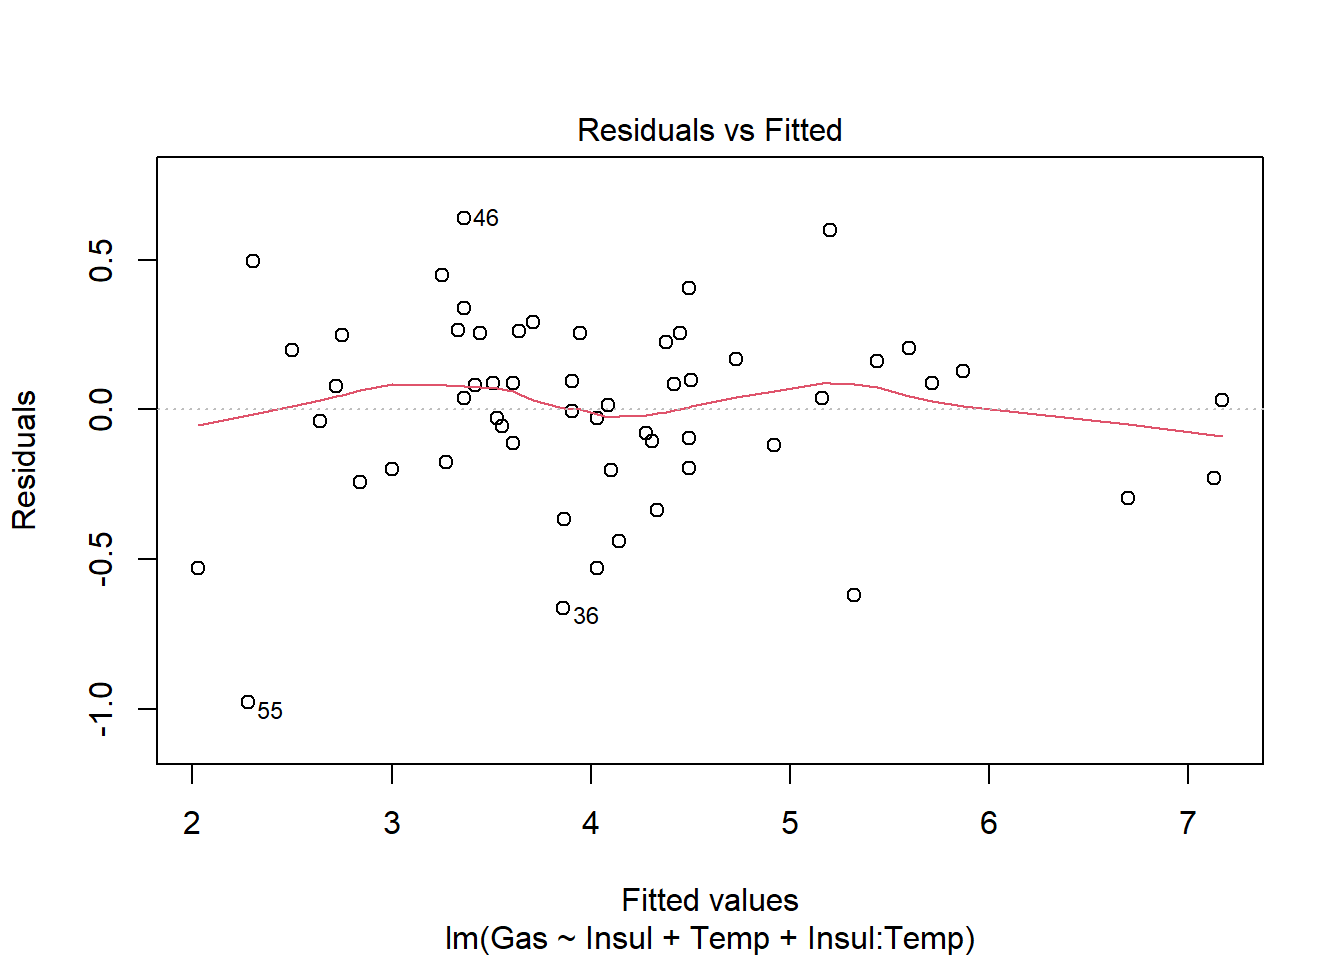 Residuals vs Fitted
46
36
55
0.5
0.0
-0.5
-1.0
Residuals
2 3 4 5 6 7
Fitted values
lm(Gas ~ Insul + Temp + Insul:Temp)